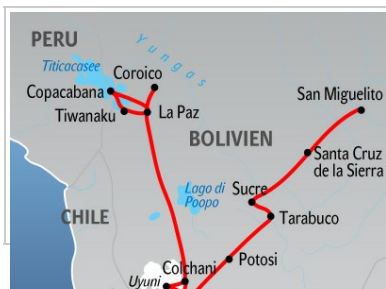 PERU
Yungas
Titicacasee
Coroico
Copacabana
San Miguelito
Tiwanaku
La Paz
BOLIVIEN
Santa Cruz
de la Sierra
Lago di
Poopo
Sucre
CHILE
Tarabuco
Potosi
Colchani
Uyuni